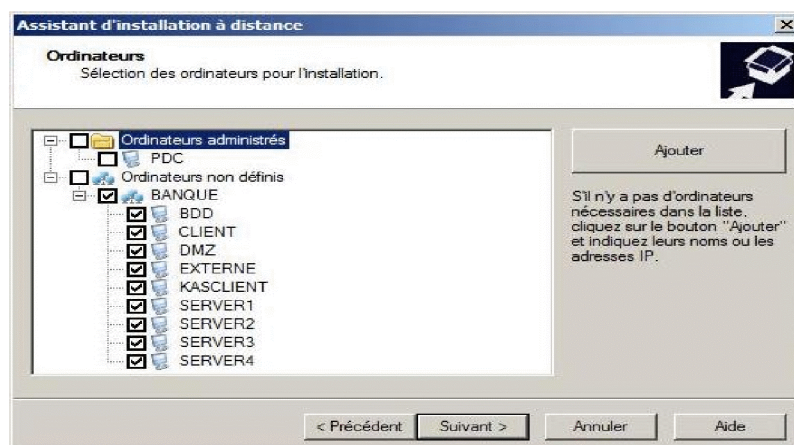 Assistant d'installation à distance
Ordinateurs
Sélection des ordinateurs pour l'installation.
Ordinateurs administrés
PDC
Ordinateurs non définis
BANQUE
BDD
CLIENT
DMZ
EXTERNE
KASCLIENT
SERVER1
SERVER2
SERVER3
SERVER4
Ajouter
S'il n'y a pas d'ordinateurs
nécessaires dans la liste,
cliquez sur le bouton "Ajouter"
et indiquez leurs noms ou les
adresses IP.
< Précédent
Suivant >
Annuler
Aide